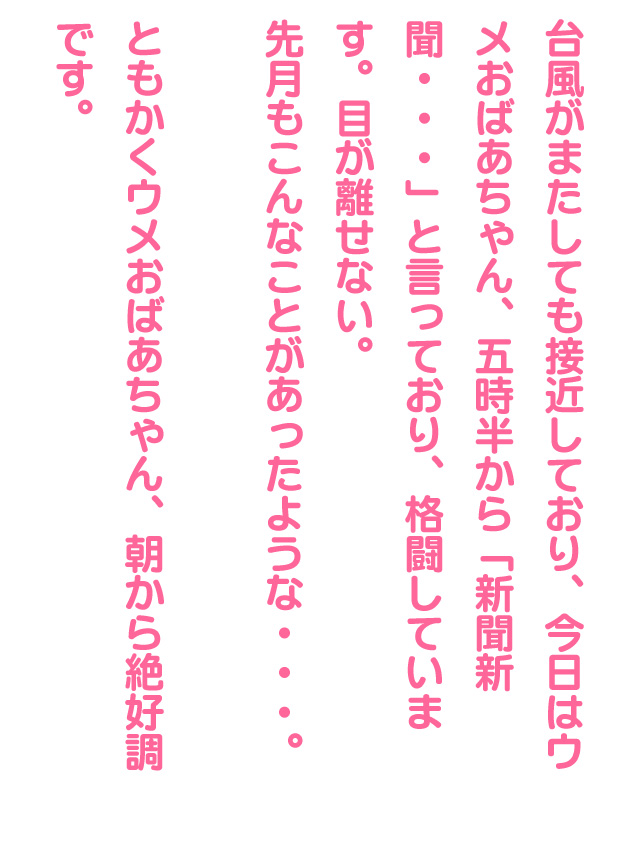 台風がまたしても接近しており、今日はウ
メおばあちゃん、五時半から「新聞新
聞・・・」と言っており、格闘していま
す。目が離せない。
先月もこんなことがあったような・・・。
ともかくウメおばあちゃん、朝から絶好調
です。